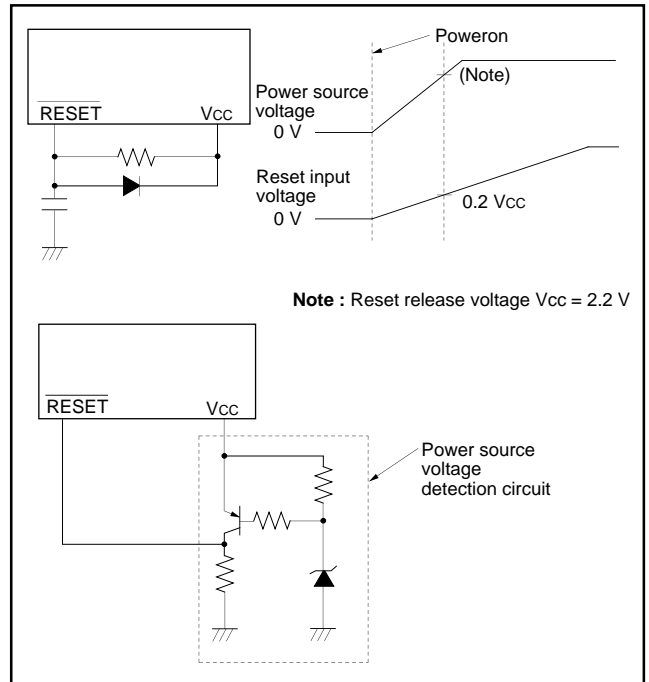 Poweron
(Note)
Power source
voltage
0 V
RESET
VCC
Reset input
voltage
0 V
0.2 VCC
Note : Reset release voltage Vcc = 2.2 V
RESET
VCC
Power source
voltage
detection circuit